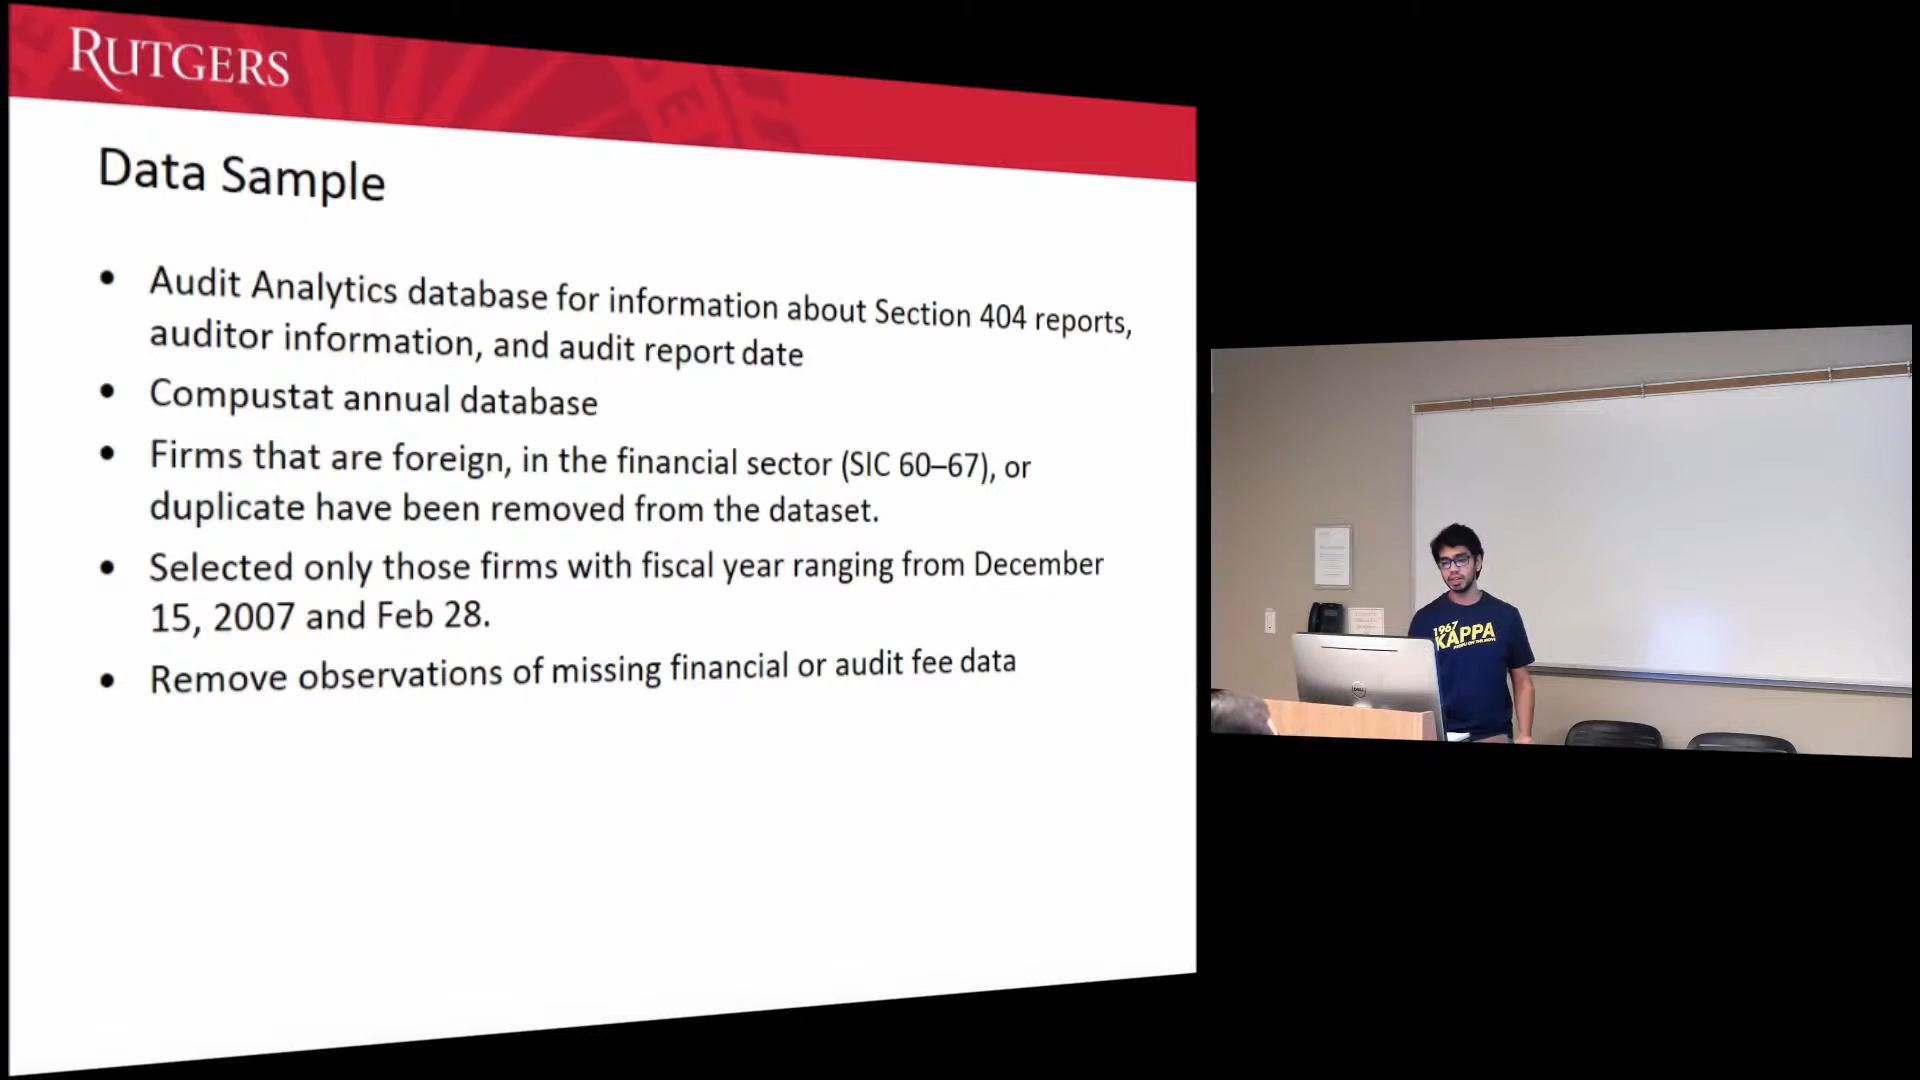 RUTGERS
Data Sample
• Audit Analytics database for information about Section 404 reports,
auditor information, and audit report date
• Compustat annual database
• Firms that are foreign, in the financial sector (SIC 60–67), or
duplicate have been removed from the dataset.
• Selected only those firms with fiscal year ranging from December
15, 2007 and Feb 28.
• Remove observations of missing financial or audit fee data
1967
KAPPA
DELL